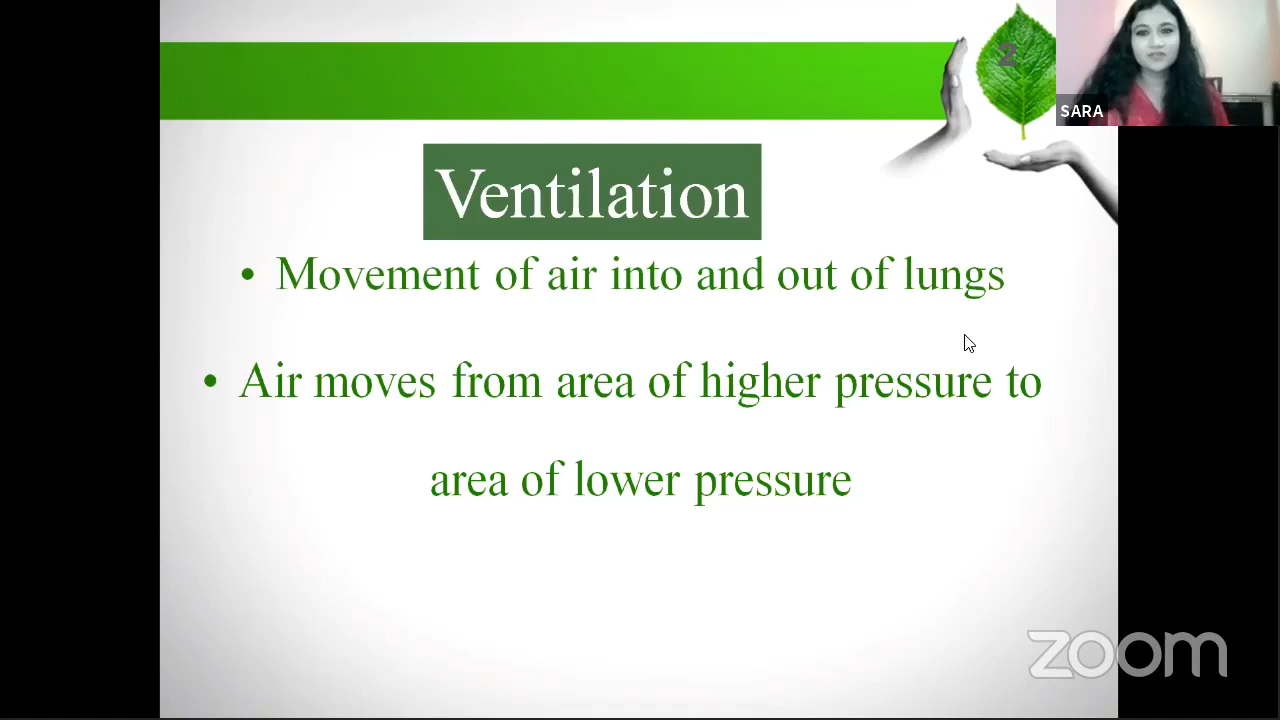 2
SARA
Ventilation
• Movement of air into and out of lungs
• Air moves from area of higher pressure to
area of lower pressure
zoom